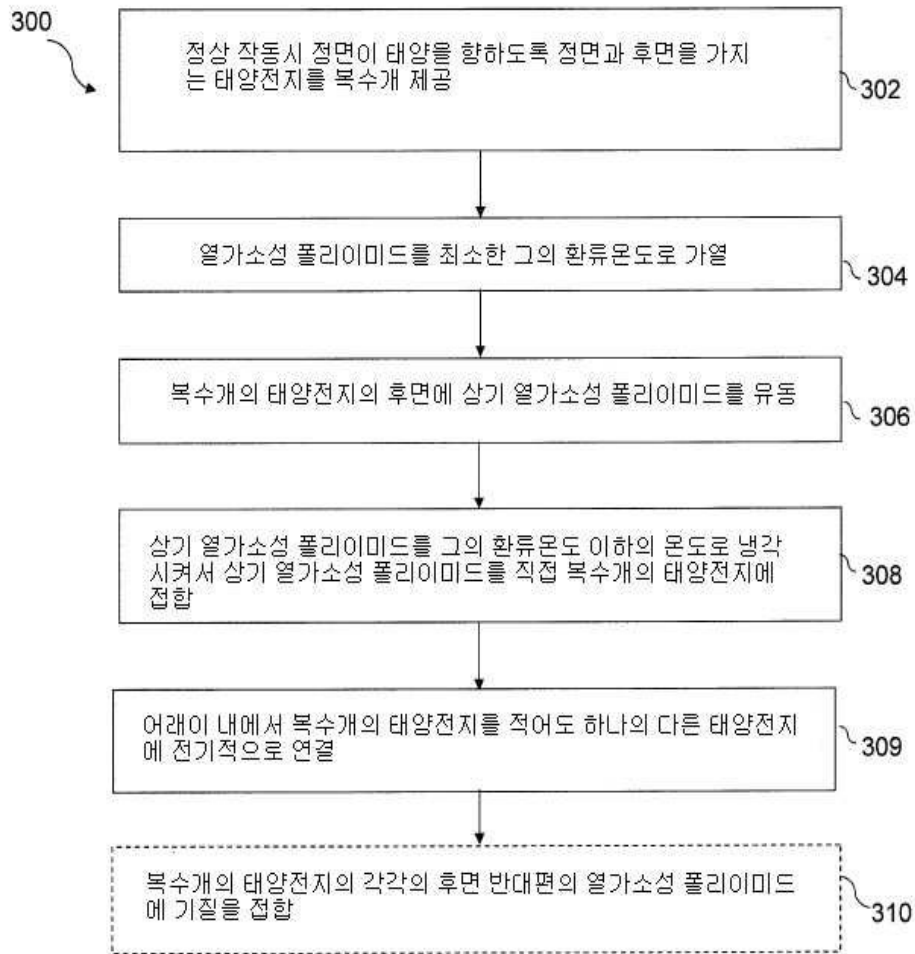 300
정상 작동시 정면이 태양을 향하도록 정면과 후면을 가지
는 태양전지를 복수개 제공
302
열가소성 폴리이미드를 최소한 그의 환류온도로 가열
304
복수개의 태양전지의 후면에 상기 열가소성 폴리이미드를 유동
306
상기 열가소성 폴리이미드를 그의 환류온도 이하의 온도로 냉각
시켜서 상기 열가소성 폴리이미드를 직접 복수개의 태양전지에
접합
308
어래이 내에서 복수개의 태양전지를 적어도 하나의 다른 태양전지
에 전기적으로 연결
309
복수개의 태양전지의 각각의 후면 반대편의 열가소성 폴리이미드
에 기질을 접합
310